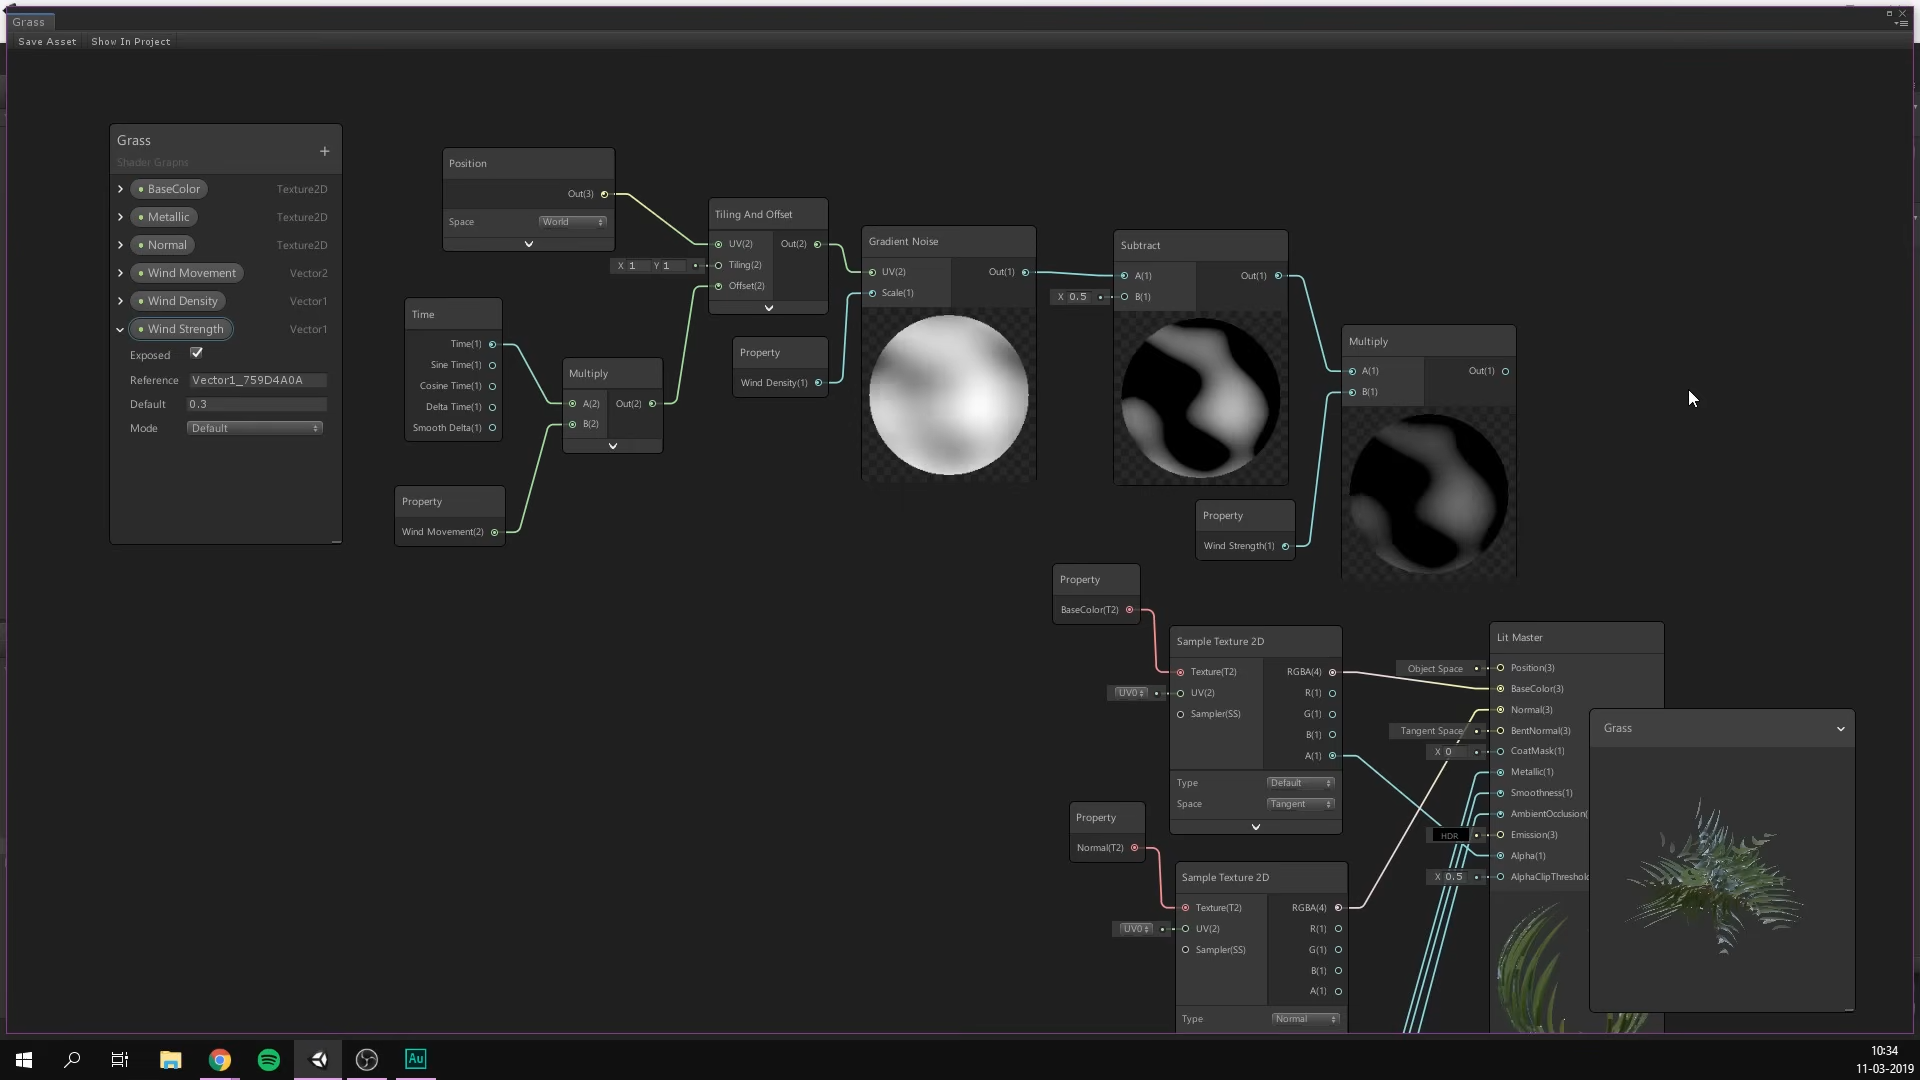 Grass
Save Asset
Show In Project
Grass
Shader Graphs
BaseColor Texture2D
Metallic Texture2D
Normal Texture2D
Wind Movement Vector2
Wind Density Vector1
Wind Strength Vector1
Exposed
Reference Vector1_759D4A0A
Default 0.3
Mode Default
Position
Out(3)
Space World
Time
Time(1)
Sine Time(1)
Cosine Time(1)
Delta Time(1)
Smooth Delta(1)
Property
Wind Movement(2)
Multiply
A(2) Out(2)
B(2)
Tiling And Offset
UV(2) Out(2)
X 1 Y 1 Tiling(2)
Offset(2)
Property
Wind Density(1)
Gradient Noise
UV(2) Out(1)
Scale(1)
Subtract
A(1) Out(1)
X 0.5 B(1)
Property
Wind Strength(1)
Multiply
A(1) Out(1)
B(1)
Property
BaseColor(T2)
Sample Texture 2D
Texture(T2) RGBA(4)
UV0 UV(2) R(1)
Sampler(SS) G(1)
B(1)
A(1)
Type Default
Space Tangent
Property
Normal(T2)
Sample Texture 2D
Texture(T2) RGBA(4)
UV0 UV(2) R(1)
Sampler(SS) G(1)
B(1)
A(1)
Type Normal
Lit Master
Object Space Position(3)
BaseColor(3)
Normal(3)
Tangent Space BentNormal(3)
X 0 CoatMask(1)
Metallic(1)
Smoothness(1)
AmbientOcclusion(
HDR Emission(3)
Alpha(1)
X 0.5 AlphaClipThreshold
Grass
Au
10:34
11-03-2019